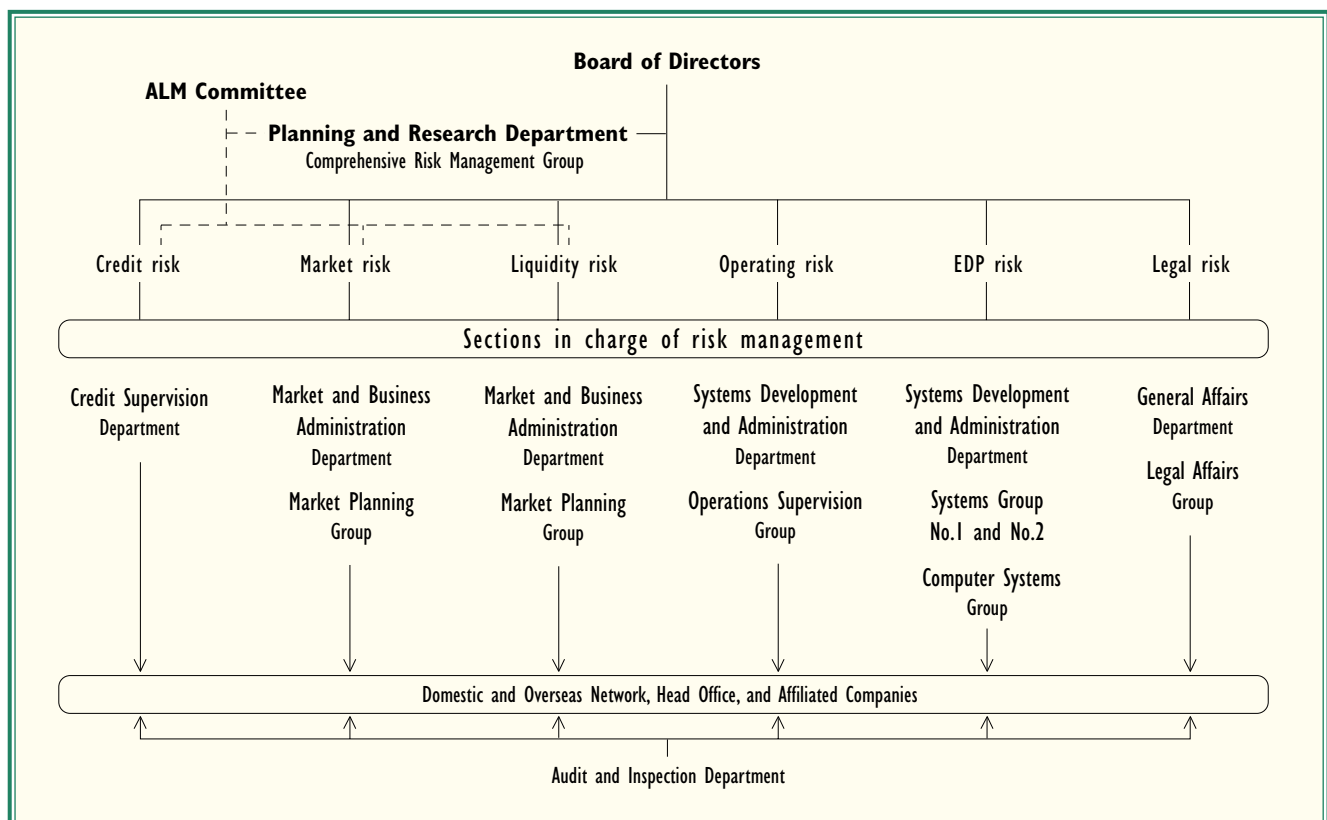 Board of Directors
ALM Committee
Planning and Research Department
Comprehensive Risk Management Group
Credit risk
Market risk
Liquidity risk
Operating risk
EDP risk
Legal risk
Sections in charge of risk management
Credit Supervision
Department
Market and Business
Administration
Department
Market Planning
Group
Market and Business
Administration
Department
Market Planning
Group
Systems Development
and Administration
Department
Operations Supervision
Group
Systems Development
and Administration
Department
Systems Group
No.1 and No.2
Computer Systems
Group
General Affairs
Department
Legal Affairs
Group
Domestic and Overseas Network, Head Office, and Affiliated Companies
Audit and Inspection Department